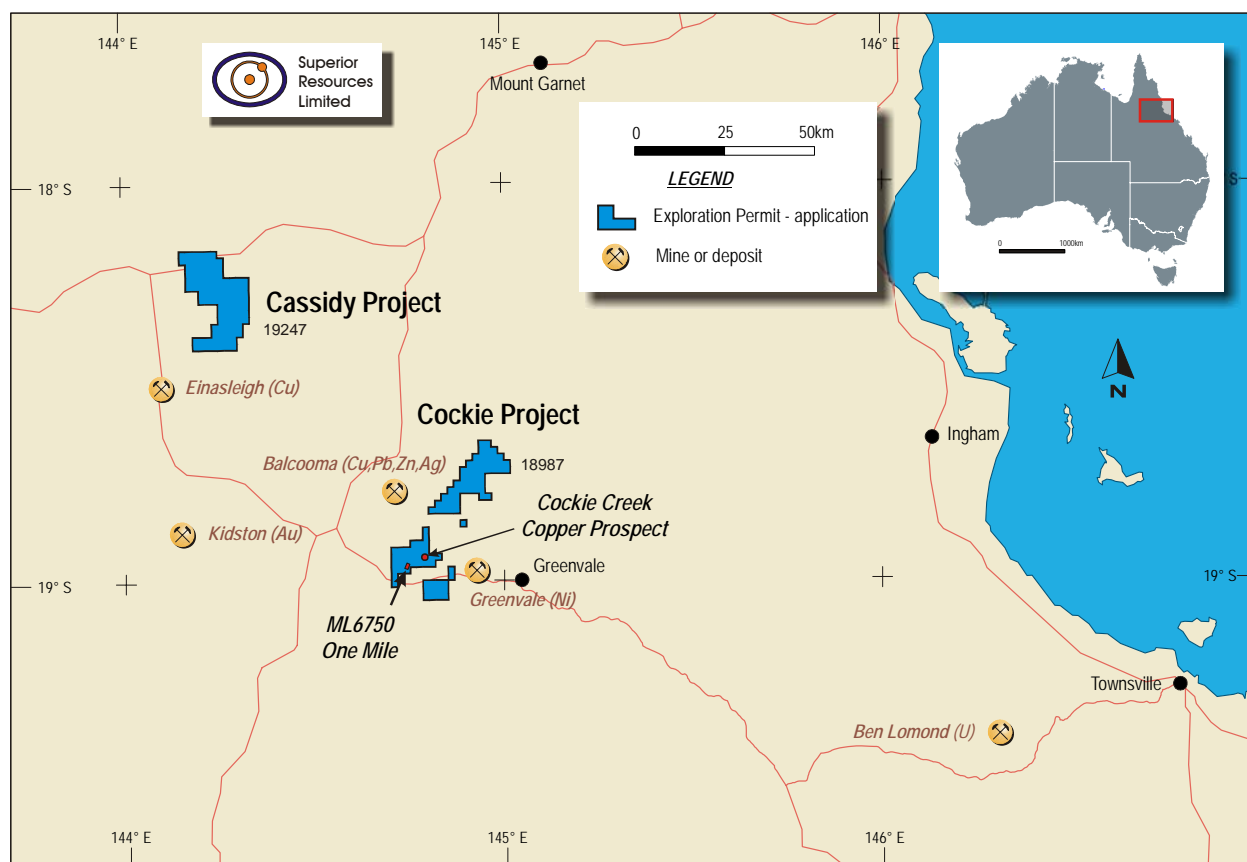 144° E
145° E
146° E
Superior
Resources
Limited
Mount Garnet
0 25 50km
LEGEND
Exploration Permit - application
Mine or deposit
0 1000km
18° S
S
Cassidy Project
19247
Einasleigh (Cu)
Cockie Project
18987
Balcooma (Cu,Pb,Zn,Ag)
Cockie Creek
Copper Prospect
Kidston (Au)
N
Ingham
19° S
Greenvale
19° S
Greenvale (Ni)
ML6750
One Mile
Townsville
Ben Lomond (U)
144° E
145° E
146° E